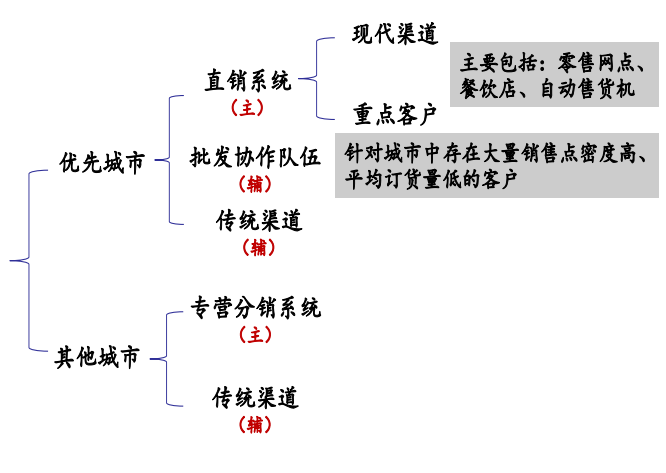 现代渠道
直销系统
（主）
主要包括：零售网点、
餐饮店、自动售货机
重点客户
优先城市
批发协作队伍
（辅）
针对城市中存在大量销售点密度高、
平均订货量低的客户
传统渠道
（辅）
专营分销系统
（主）
其他城市
传统渠道
（辅）